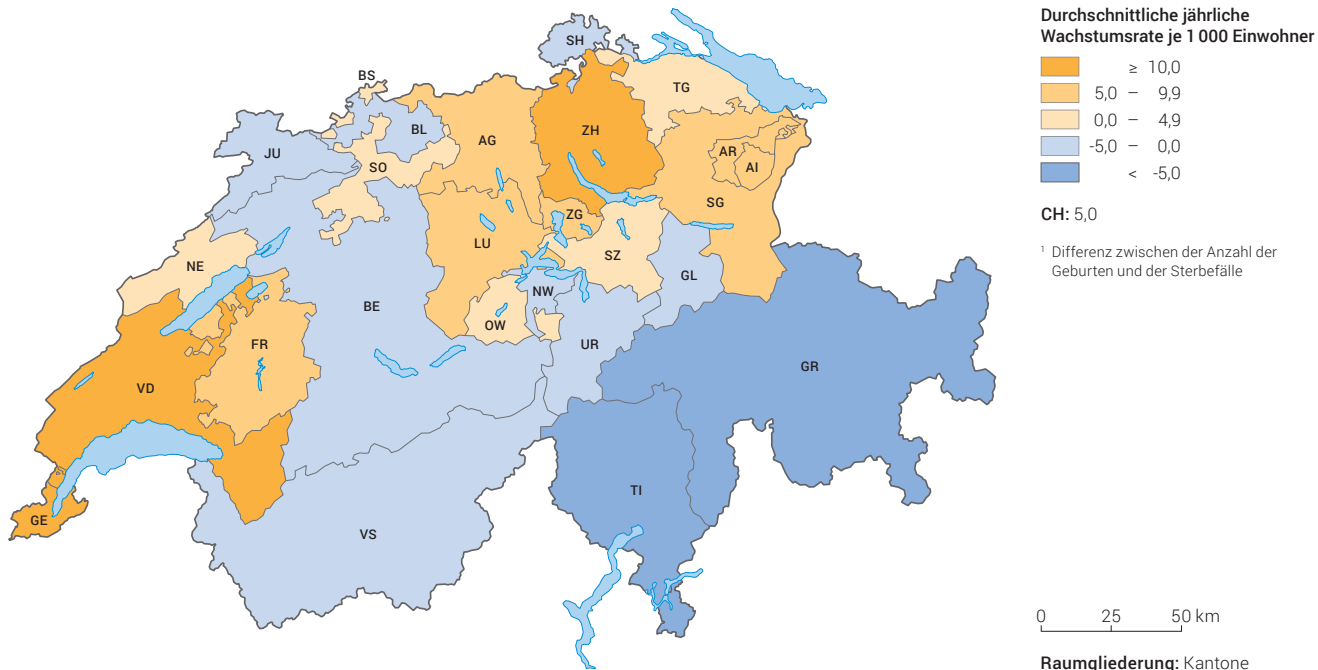 SH
BS
TG
BL
ZH
AG
JU
AR
SO
AI
SG
ZG
LU
SZ
NE
GL
NW
BE
OW
UR
FR
GR
VD
TI
GE
VS
Durchschnittliche jährliche
Wachstumsrate je 1 000 Einwohner
≥ 10,0
5,0 – 9,9
0,0 – 4,9
-5,0 – 0,0
< -5,0
CH: 5,0
¹ Differenz zwischen der Anzahl der
Geburten und der Sterbefälle
0 25 50 km
Raumgliederung: Kantone